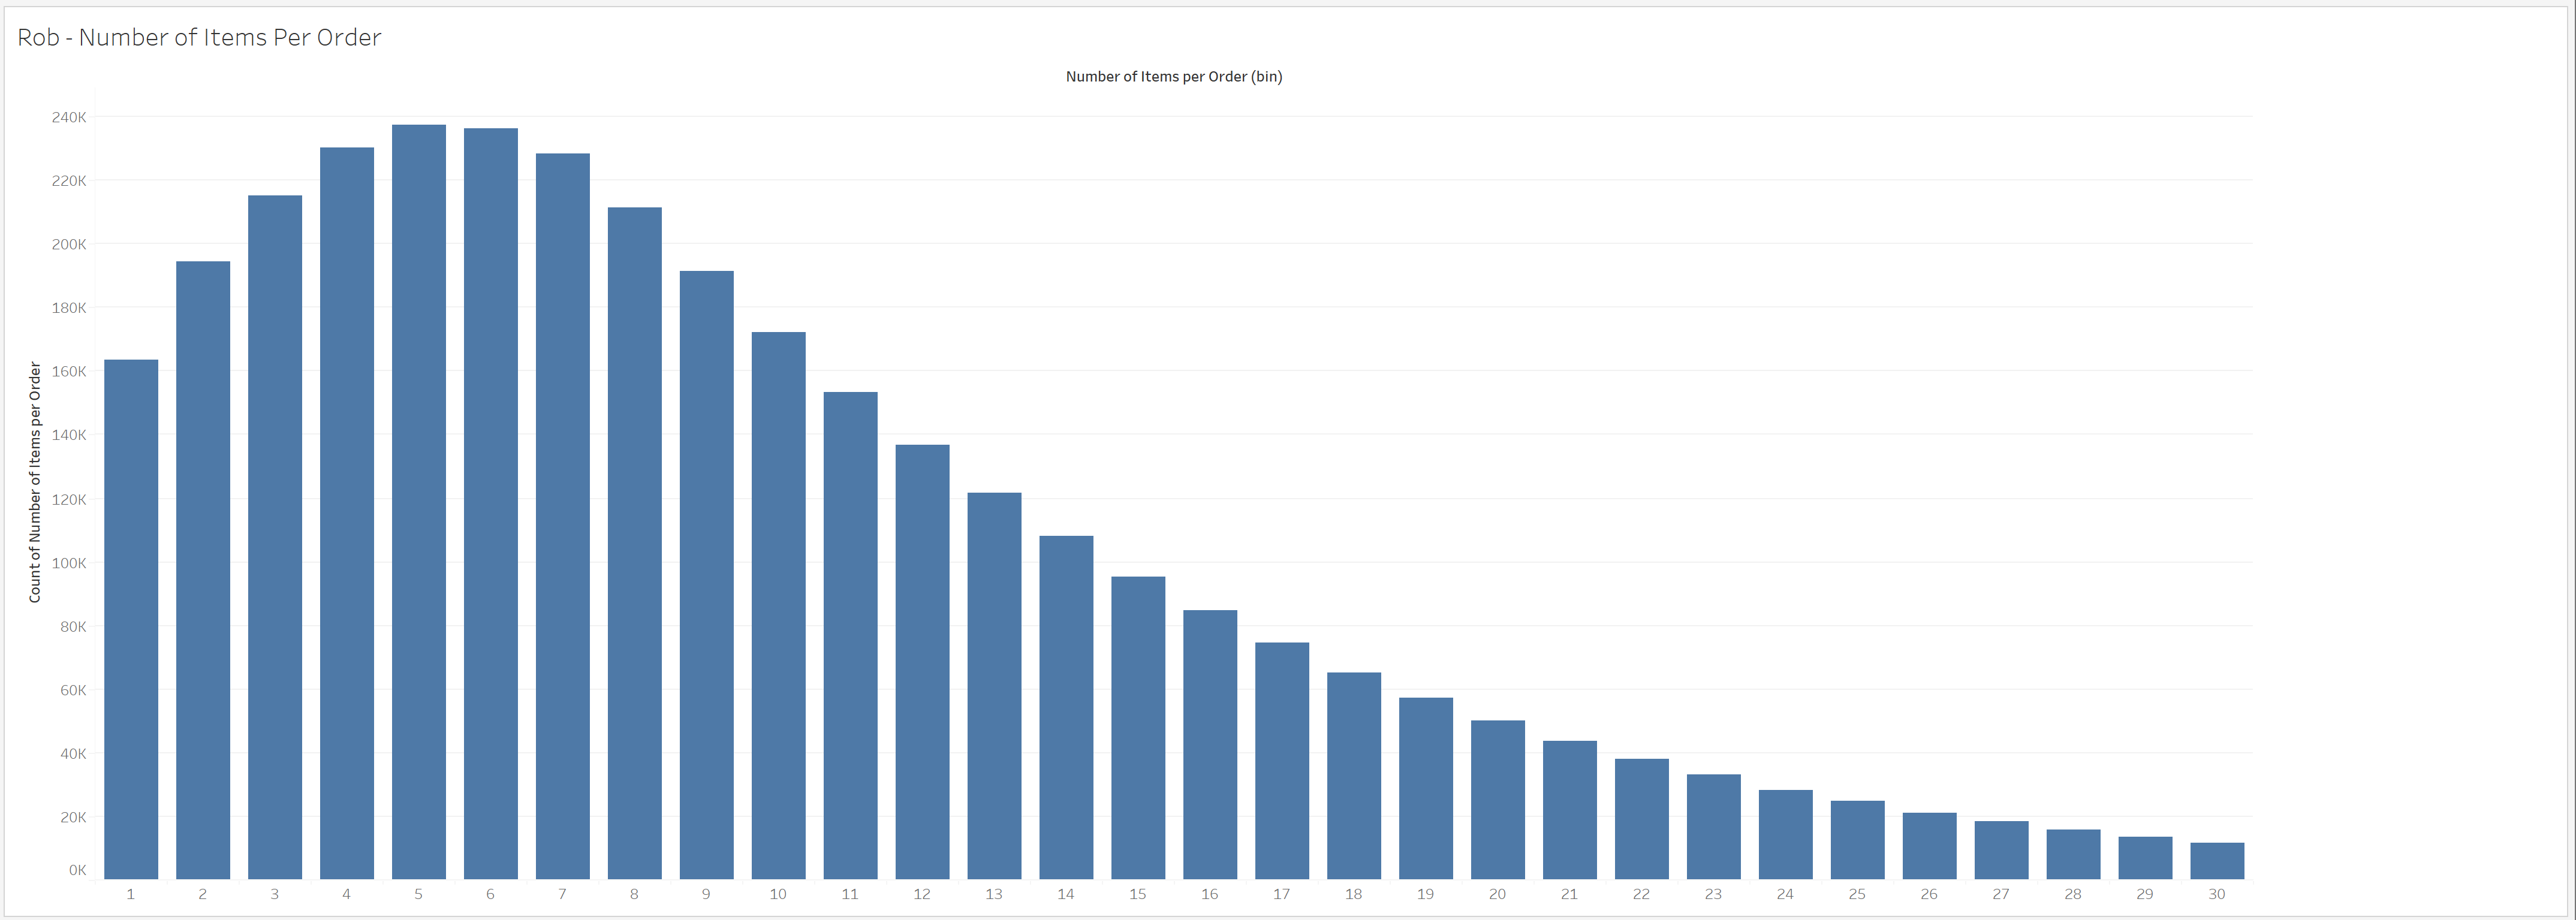 Rob - Number of Items Per Order
Number of Items per Order (bin)
240K
220K
200K
180K
160K
140K
120K
100K
80K
60K
40K
20K
0K
Count of Number of Items per Order
1 2 3 4 5 6 7 8 9 10 11 12 13 14 15 16 17 18 19 20 21 22 23 24 25 26 27 28 29 30